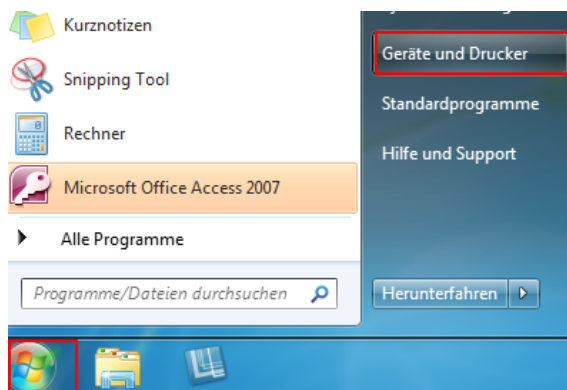 Kurznotizen
Snipping Tool
Rechner
Microsoft Office Access 2007
Alle Programme
Programme/Dateien durchsuchen
Geräte und Drucker
Standardprogramme
Hilfe und Support
Herunterfahren